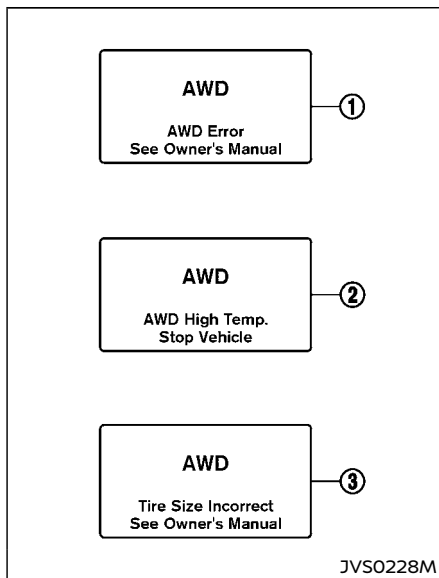 AWD
AWD Error
See Owner's Manual
1
AWD
AWD High Temp.
Stop Vehicle
2
AWD
Tire Size Incorrect
See Owner's Manual
3
JVS0228M